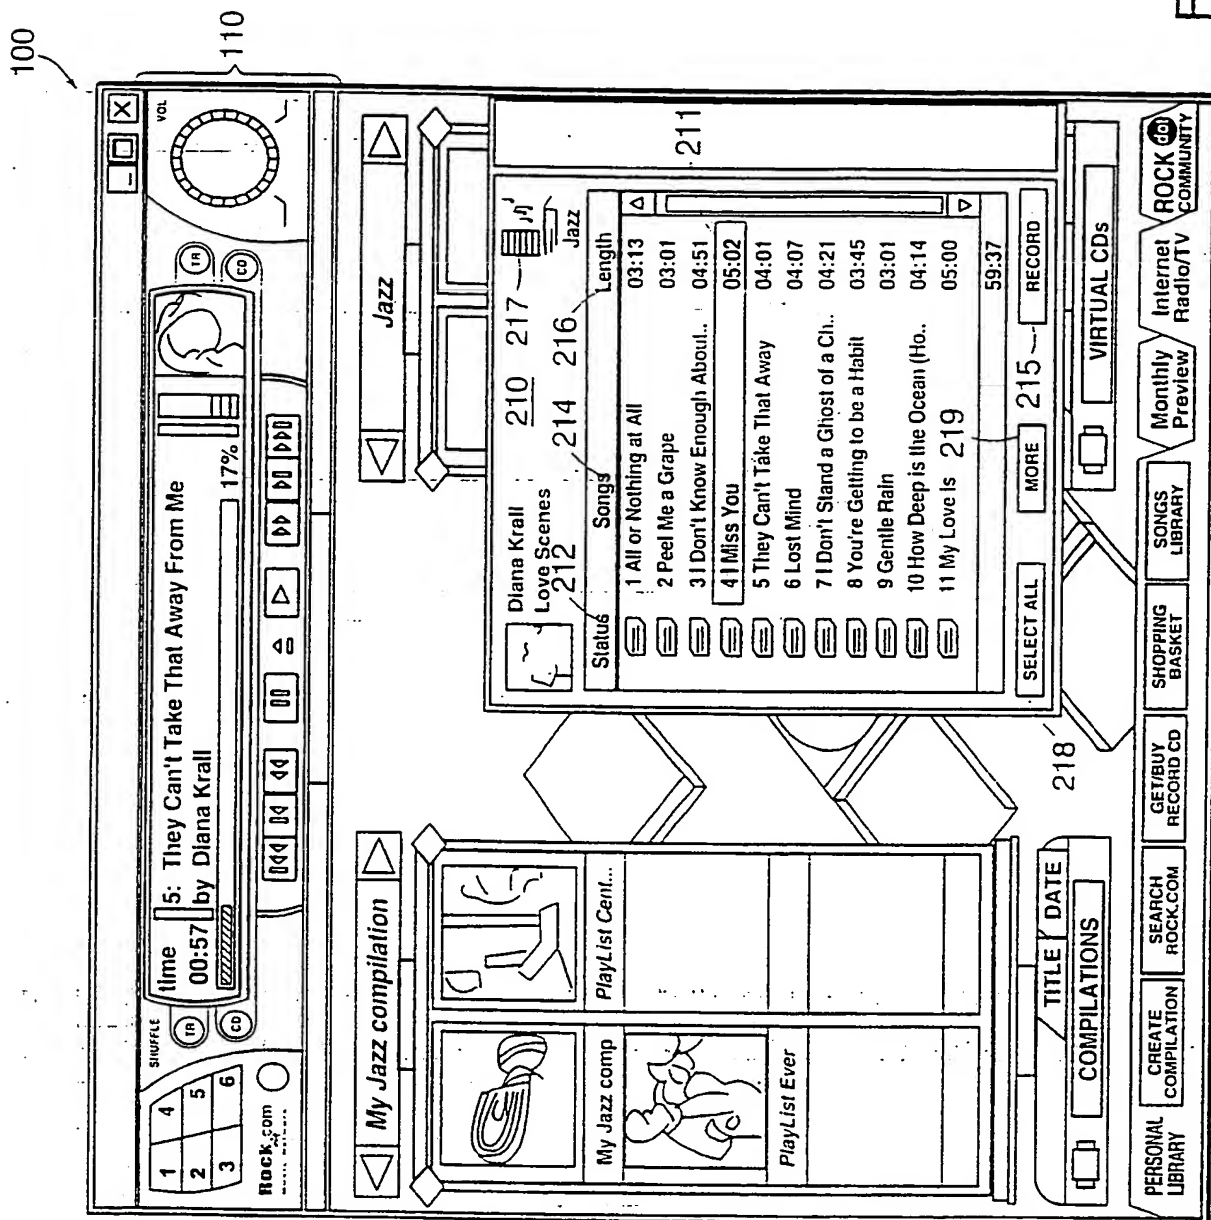 100
110
VOL
SHUFFLE
TR
CD
1 4
2 5
3 6
Rock.com
time
00:57
5: They Can't Take That Away From Me
by Diana Krall
17%
TR
CD
My Jazz compilation
Jazz
My Jazz comp
PlayList Cent...
PlayList Ever
TITLE
DATE
COMPILATIONS
Diana Krall
Love Scenes
210
217
Jazz
212
214
216
211
Status Songs Length
1 All or Nothing at All 03:13
2 Peel Me a Grape 03:01
3 I Don't Know Enough Aboul.. 04:51
4 I Miss You 05:02
5 They Can't Take That Away 04:01
6 Lost Mind 04:07
7 I Don't Stand a Ghost of a Ch.. 04:21
8 You're Getting to be a Habit 03:45
9 Gentle Rain 03:01
10 How Deep is the Ocean (Ho.. 04:14
11 My Love Is 05:00
219
59:37
SELECT ALL
MORE
215
RECORD
218
VIRTUAL CDs
PERSONAL LIBRARY
CREATE COMPILATION
SEARCH ROCK.COM
GET/BUY RECORD CD
SHOPPING BASKET
SONGS LIBRARY
Monthly Preview
Internet Radio/TV
ROCK dot COMMUNITY